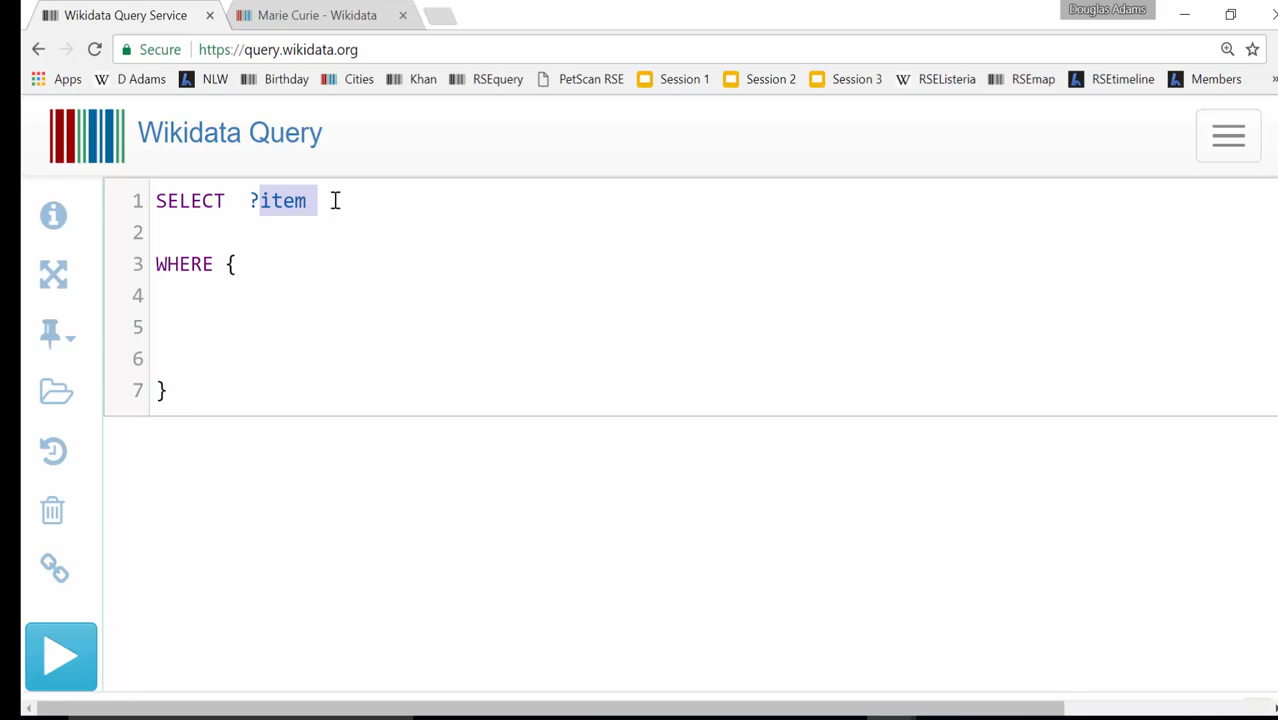 Douglas Adams
Wikidata Query Service × Marie Curie - Wikidata ×
Secure https://query.wikidata.org
Apps D Adams NLW Birthday Cities Khan RSEquery PetScan RSE Session 1 Session 2 Session 3 RSEListeria RSEmap RSEtimeline Members »
Wikidata Query
1 SELECT ?item
2
3 WHERE {
4
5
6
7 }